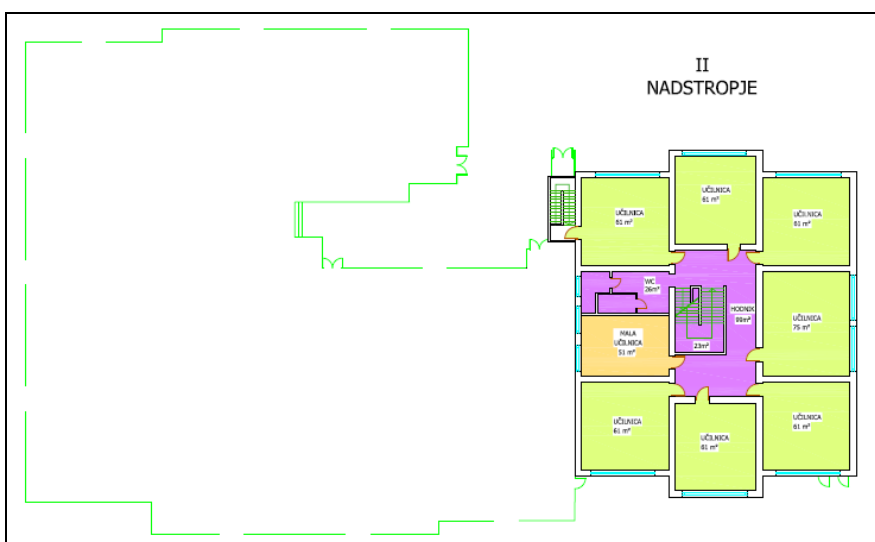 II
NADSTROPJE
UČILNICA
61 m²
UČILNICA
61 m²
UČILNICA
61 m²
WC
26m²
HODNIK
99m²
UČILNICA
75 m²
MALA
UČILNICA
51 m²
23m²
UČILNICA
61 m²
UČILNICA
61 m²
UČILNICA
61 m²